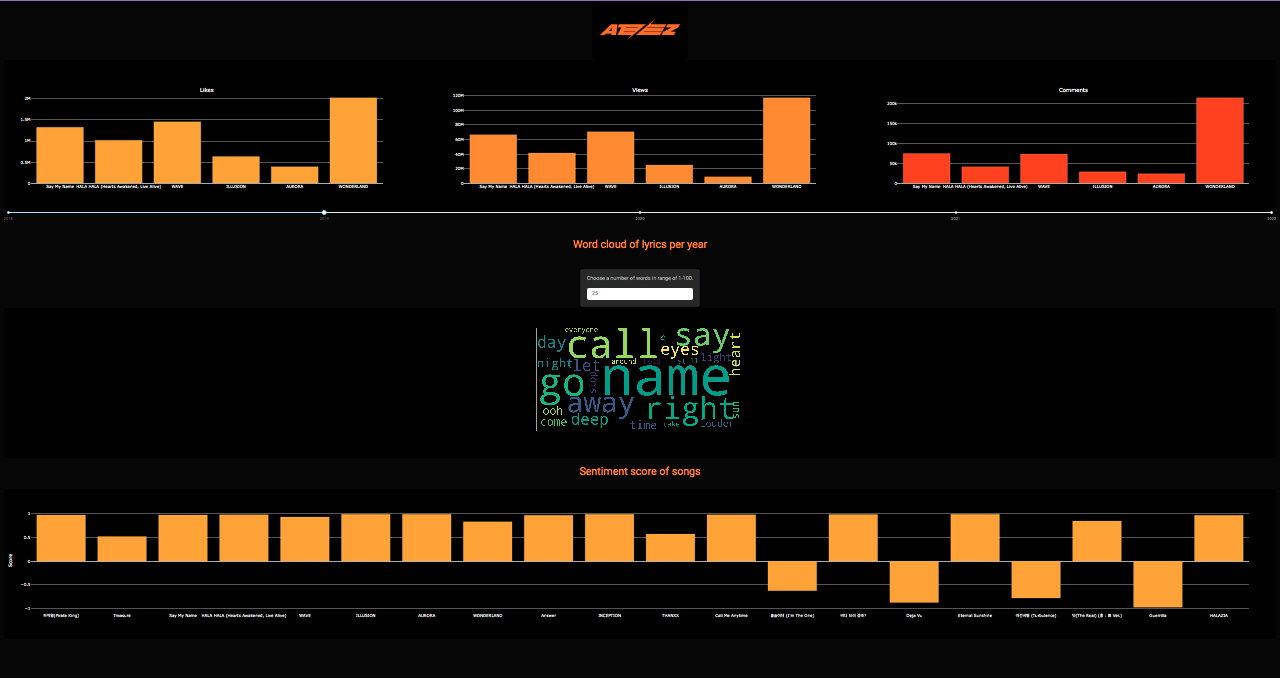 ATEEZ
Likes
2M
1.5M
1M
0.5M
0
Say My Name HALA HALA (Hearts Awakened, Live Alive) WAVE ILLUSION AURORA WONDERLAND
Views
120M
100M
80M
60M
40M
20M
0
Say My Name HALA HALA (Hearts Awakened, Live Alive) WAVE ILLUSION AURORA WONDERLAND
Comments
200k
150k
100k
50k
0
Say My Name HALA HALA (Hearts Awakened, Live Alive) WAVE ILLUSION AURORA WONDERLAND
2018 2019 2020 2021 2022
Word cloud of lyrics per year
Choose a number of words in range of 1-100.
25
everyone
day call say
eyes heart
night let around light
go name
away right sun
ooh
come deep time take louder
Sentiment score of songs
Score
1
0.5
0
−0.5
−1
(Pirate King) Treasure Say My Name HALA HALA (Hearts Awakened, Live Alive) WAVE ILLUSION AURORA WONDERLAND Answer INCEPTION THANXX Call Me Anytime (I'm The One) Deja Vu Eternal Sunshine (Turbulence) (The Real) Ver.) Guerrilla HALAZIA